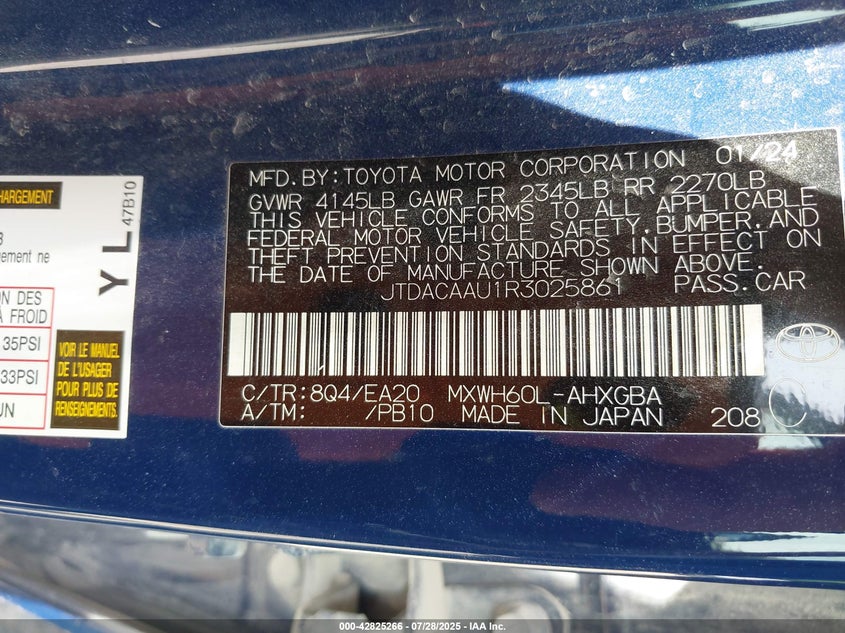 CHARGEMENT
47B10
Y L
ement ne
ON DES
À FROID
35PSI
33PSI
UN
VOIR LE MANUEL
DE L'USAGER
POUR PLUS DE
RENSEIGNEMENTS
MFD.BY:TOYOTA MOTOR CORPORATION 01/24
GVWR 4145LB GAWR FR 2345LB RR 2270LB
THIS VEHICLE CONFORMS TO ALL APPLICABLE
FEDERAL MOTOR VEHICLE SAFETY,BUMPER,AND
THEFT PREVENTION STANDARDS IN EFFECT ON
THE DATE OF MANUFACTURE SHOWN ABOVE.
JTDACAAU1R3025861 PASS.CAR
C/TR:8Q4/EA20 MXWH60L-AHXGBA
A/TM: /PB10 MADE IN JAPAN 208 C
000-42825266 - 07/28/2025 - IAA Inc.